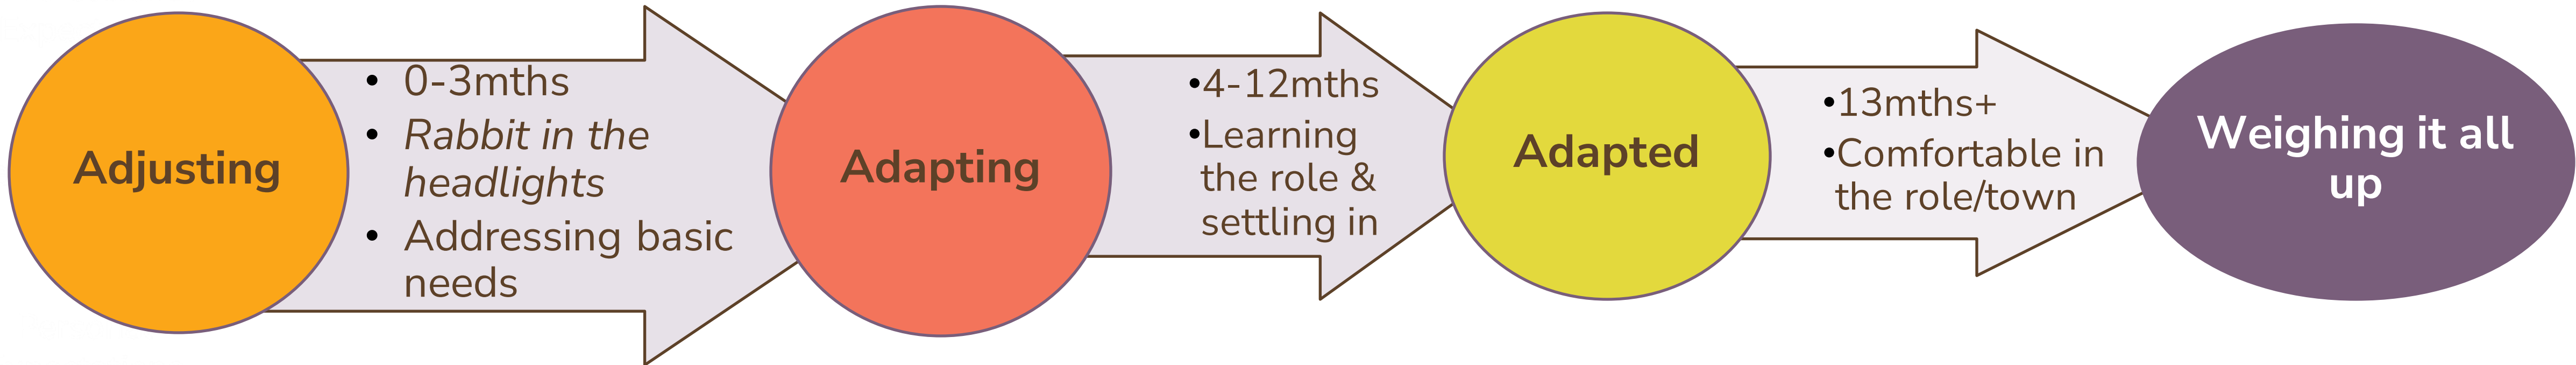 Adjusting
• 0-3mths
• Rabbit in the
headlights
• Addressing basic
needs
Adapting
•4-12mths
•Learning
the role &
settling in
Adapted
•13mths+
•Comfortable in
the role/town
Weighing it all
up